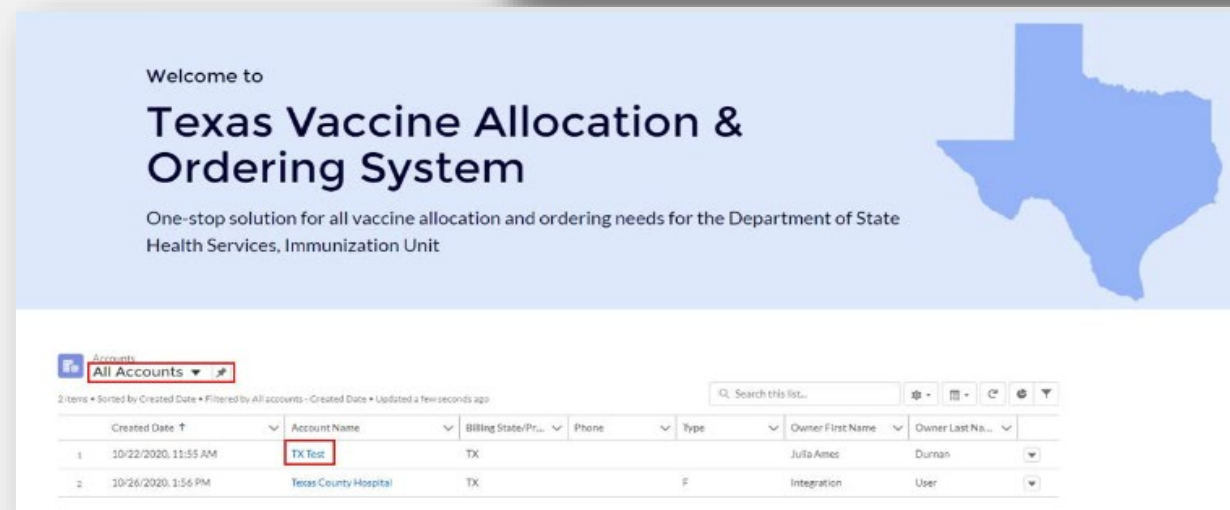 Welcome to
Texas Vaccine Allocation &
Ordering System
One-stop solution for all vaccine allocation and ordering needs for the Department of State
Health Services, Immunization Unit
Accounts
All Accounts
2 items • Sorted by Created Date • Filtered by All accounts - Created Date • Updated a few seconds ago
Search this list...
Created Date ↑ Account Name Billing State/Pr... Phone Type Owner First Name Owner Last Na...
1 10/22/2020, 11:55 AM TX Test TX Julia Ames Durnan
2 10/26/2020, 1:56 PM Texas County Hospital TX F Integration User